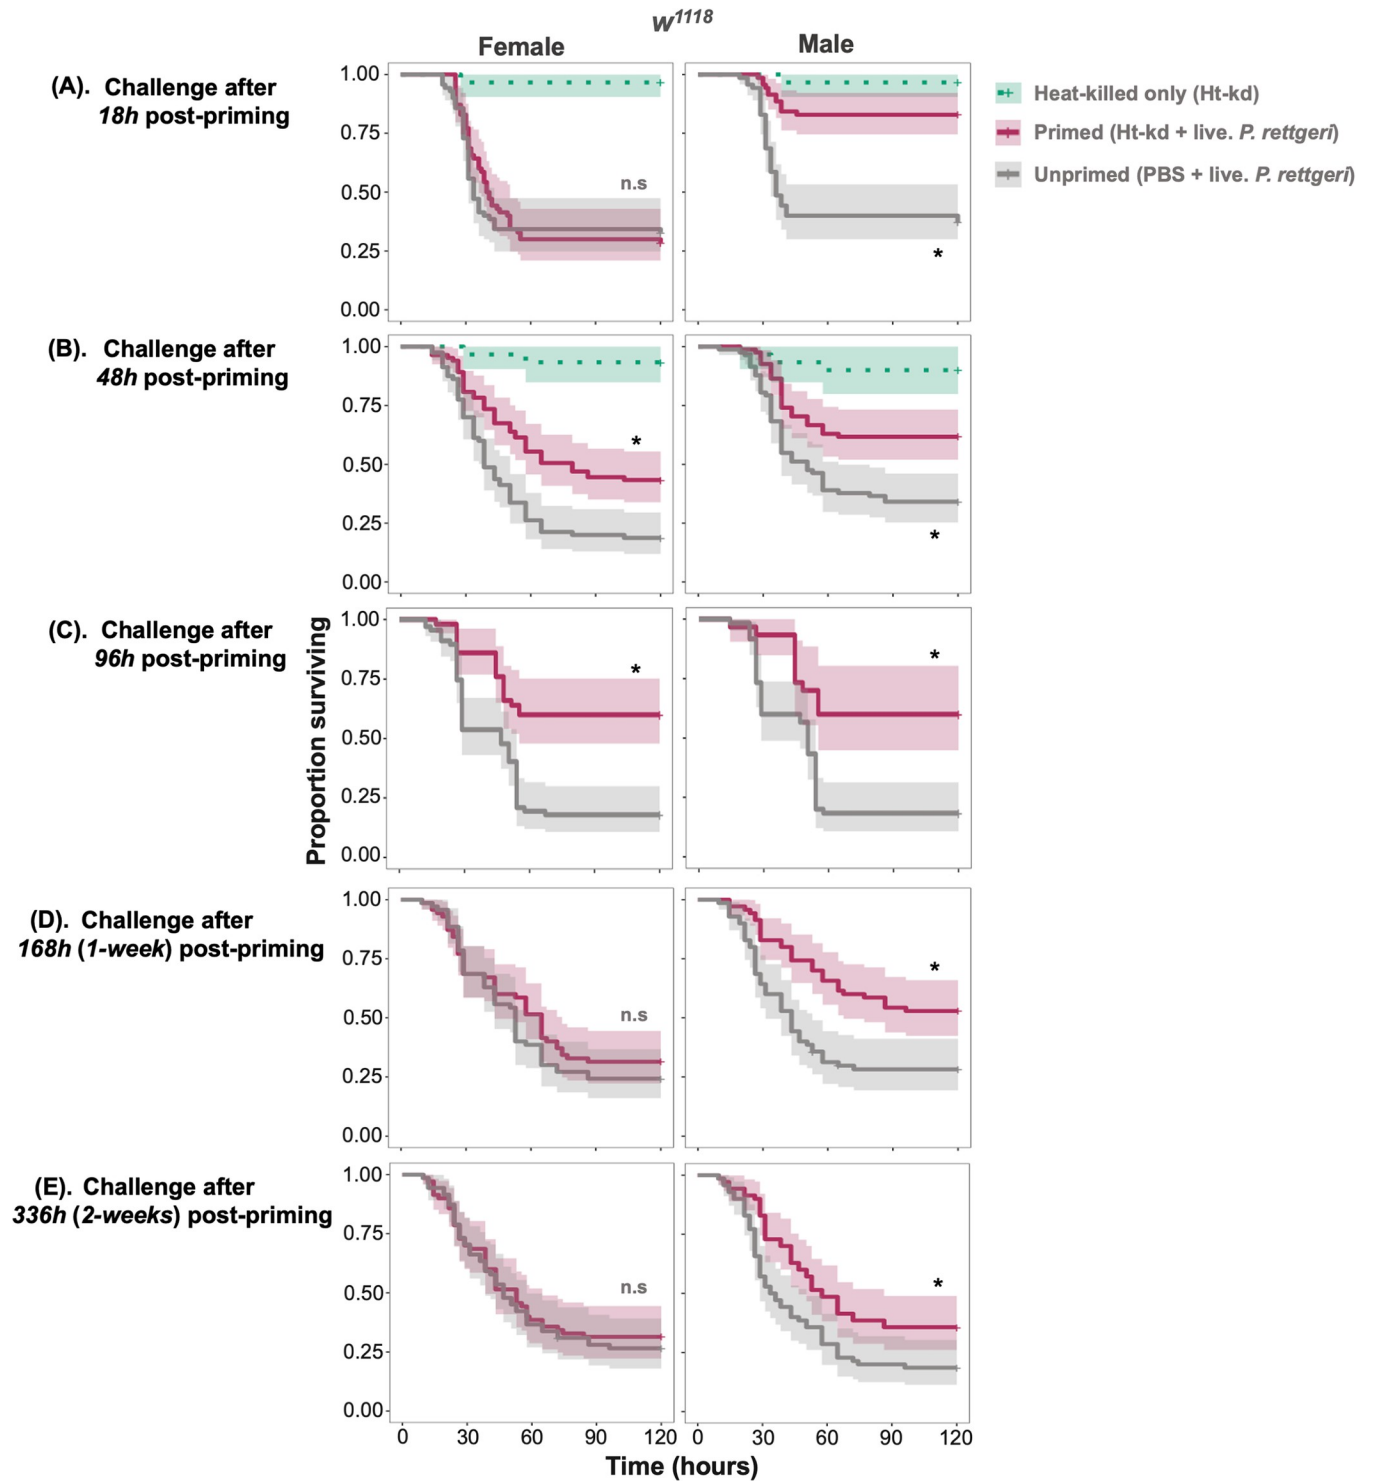 w1118
Female
Male
(A). Challenge after
18h post-priming
1.00
0.75
0.50
0.25
0.00
n.s
*
Heat-killed only (Ht-kd)
Primed (Ht-kd + live. P. rettgeri)
Unprimed (PBS + live. P. rettgeri)
(B). Challenge after
48h post-priming
1.00
0.75
0.50
0.25
0.00
*
*
(C). Challenge after
96h post-priming
Proportion surviving
1.00
0.75
0.50
0.25
0.00
*
*
(D). Challenge after
168h (1-week) post-priming
1.00
0.75
0.50
0.25
0.00
n.s
*
(E). Challenge after
336h (2-weeks) post-priming
1.00
0.75
0.50
0.25
0.00
n.s
*
0 30 60 90 120
0 30 60 90 120
Time (hours)